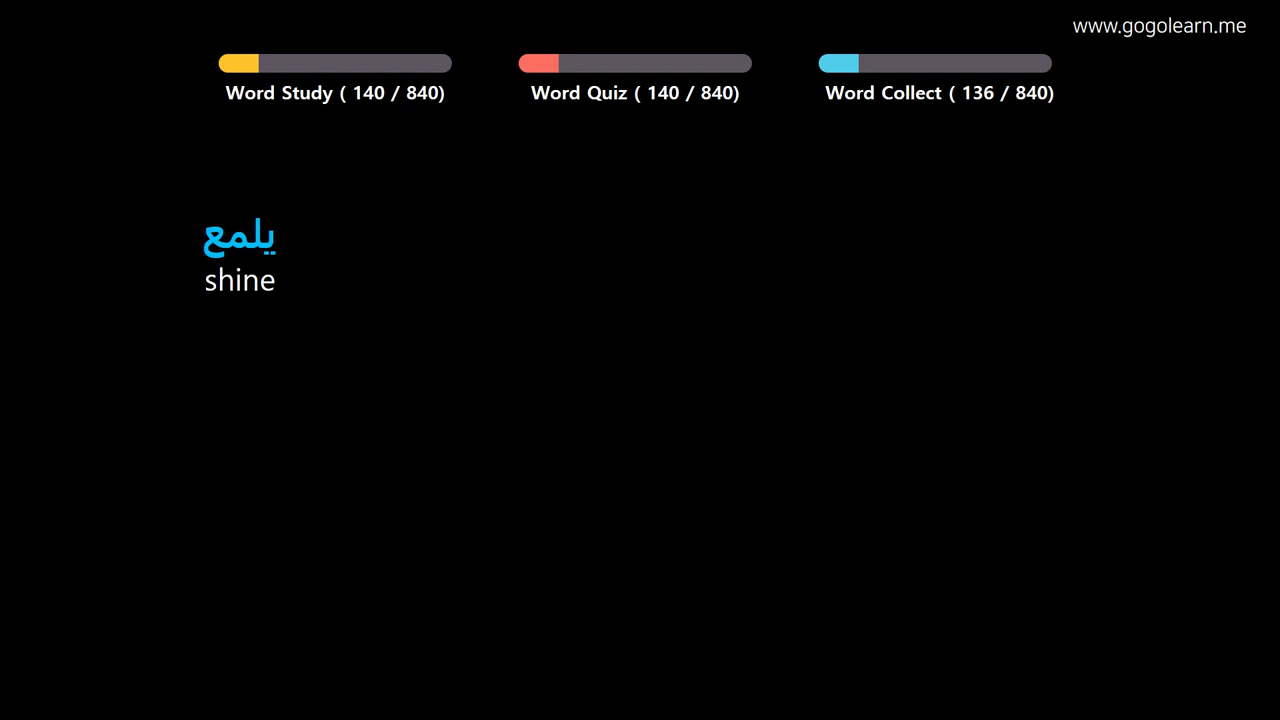 www.gogolearn.me
Word Study ( 140 / 840)
Word Quiz ( 140 / 840)
Word Collect ( 136 / 840)
يلمع
shine